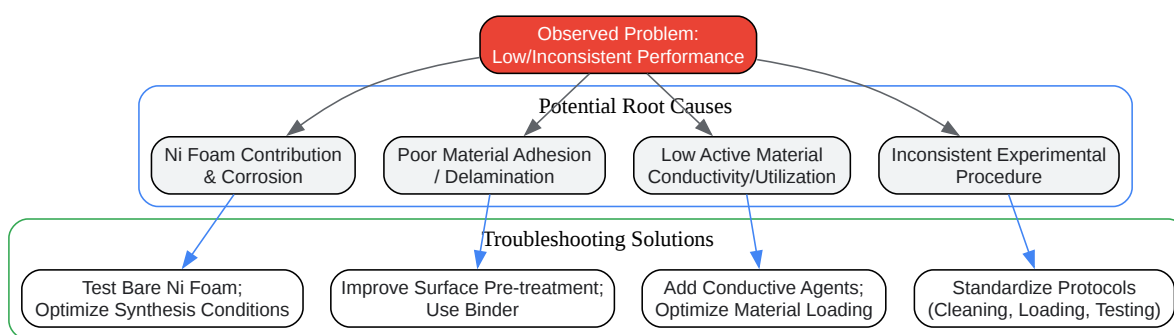 Observed Problem:
Low/Inconsistent Performance
Potential Root Causes
Ni Foam Contribution
& Corrosion
Poor Material Adhesion
/ Delamination
Low Active Material
Conductivity/Utilization
Inconsistent Experimental
Procedure
Troubleshooting Solutions
Test Bare Ni Foam;
Optimize Synthesis Conditions
Improve Surface Pre-treatment;
Use Binder
Add Conductive Agents;
Optimize Material Loading
Standardize Protocols
(Cleaning, Loading, Testing)